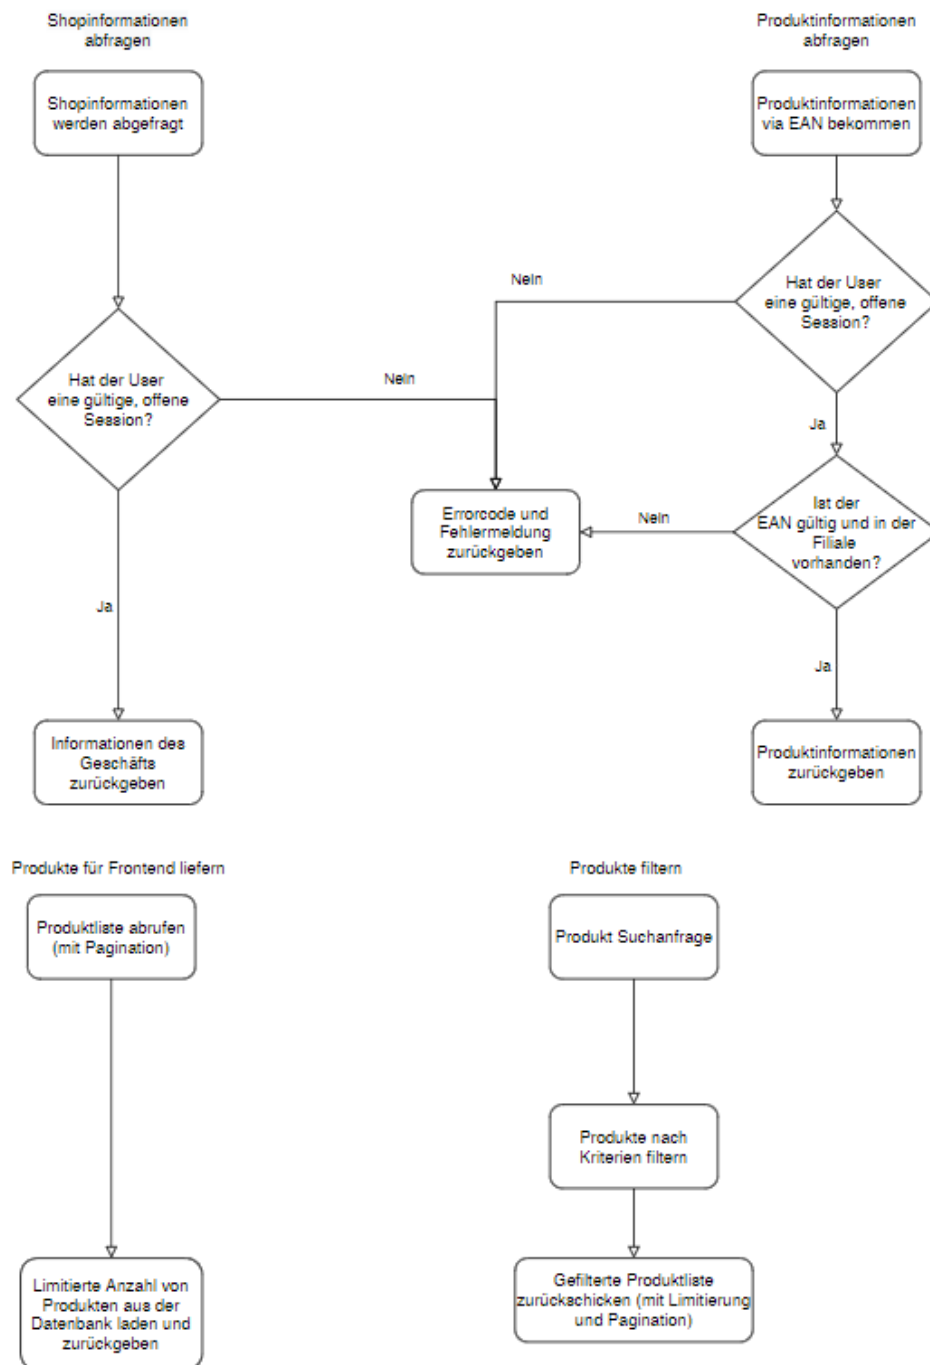 Shopinformationen
abfragen
Produktinformationen
abfragen
Shopinformationen
werden abgefragt
Produktinformationen
via EAN bekommen
Nein
Hat der User
eine gültige, offene
Session?
Hat der User
eine gültige, offene
Session?
Nein
Ja
Errorcode und
Fehlermeldung
zurückgeben
Nein
Ist der
EAN gültig und in der
Filiale
vorhanden?
Ja
Ja
Informationen des
Geschäfts
zurückgeben
Produktinformationen
zurückgeben
Produkte für Frontend liefern
Produkte filtern
Produktliste abrufen
(mit Pagination)
Produkt Suchanfrage
Produkte nach
Kriterien filtern
Limitierte Anzahl von
Produkten aus der
Datenbank laden und
zurückgeben
Gefilterte Produktliste
zurückschicken (mit Limitierung
und Pagination)